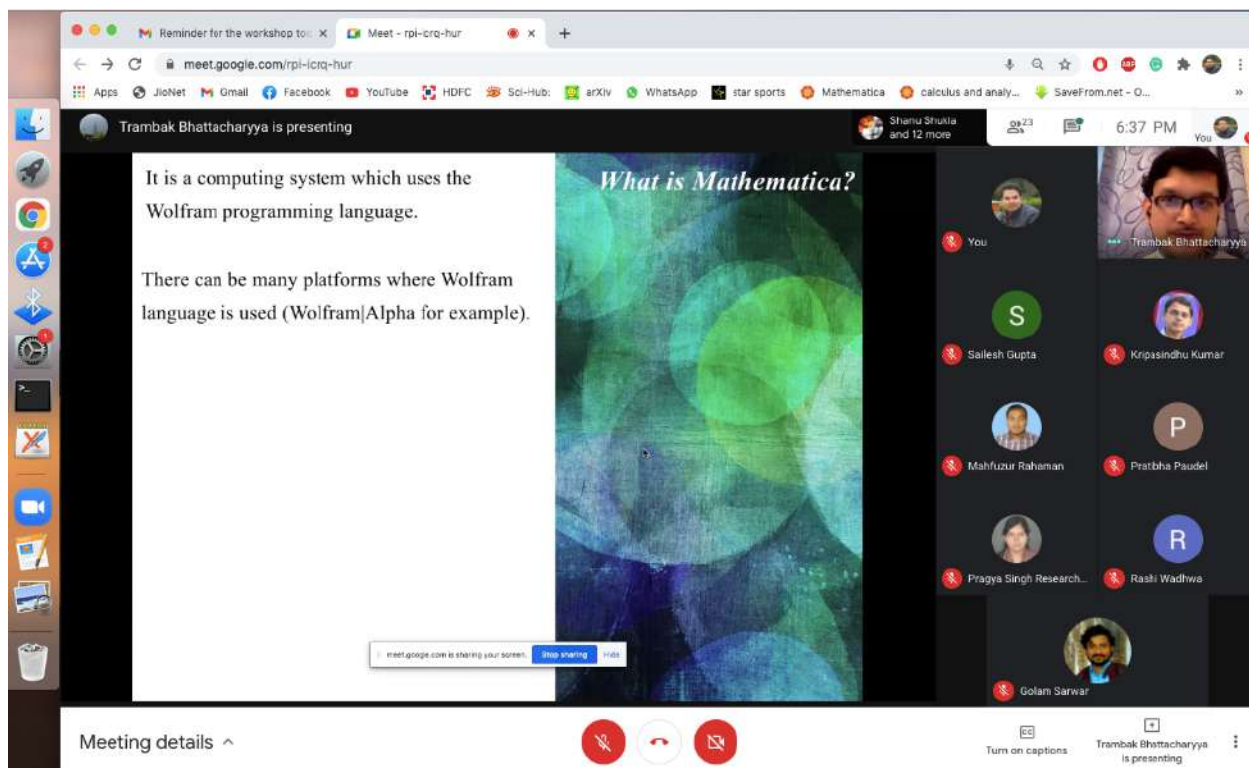 Reminder for the workshop too
Meet - rpi-icrq-hur
meet.google.com/rpi-icrq-hur
Apps JioNet Gmail Facebook YouTube HDFC Sci-Hub: arXiv WhatsApp star sports Mathematica calculus and analy... SaveFrom.net - O... »
Trambak Bhattacharyya is presenting
Shanu Shukla
and 12 more
23
6:37 PM
You
It is a computing system which uses the
Wolfram programming language.
There can be many platforms where Wolfram
language is used (Wolfram|Alpha for example).
What is Mathematica?
You
Trambak Bhattacharyya
S
Sailesh Gupta
Kripasindhu Kumar
Mahfuzur Rahaman
P
Pratibha Paudel
Pragya Singh Research...
R
Rashi Wadhwa
Golam Sarwar
meet.google.com is sharing your screen. Stop sharing Hide
Meeting details
Turn on captions
Trambak Bhattacharyya
is presenting